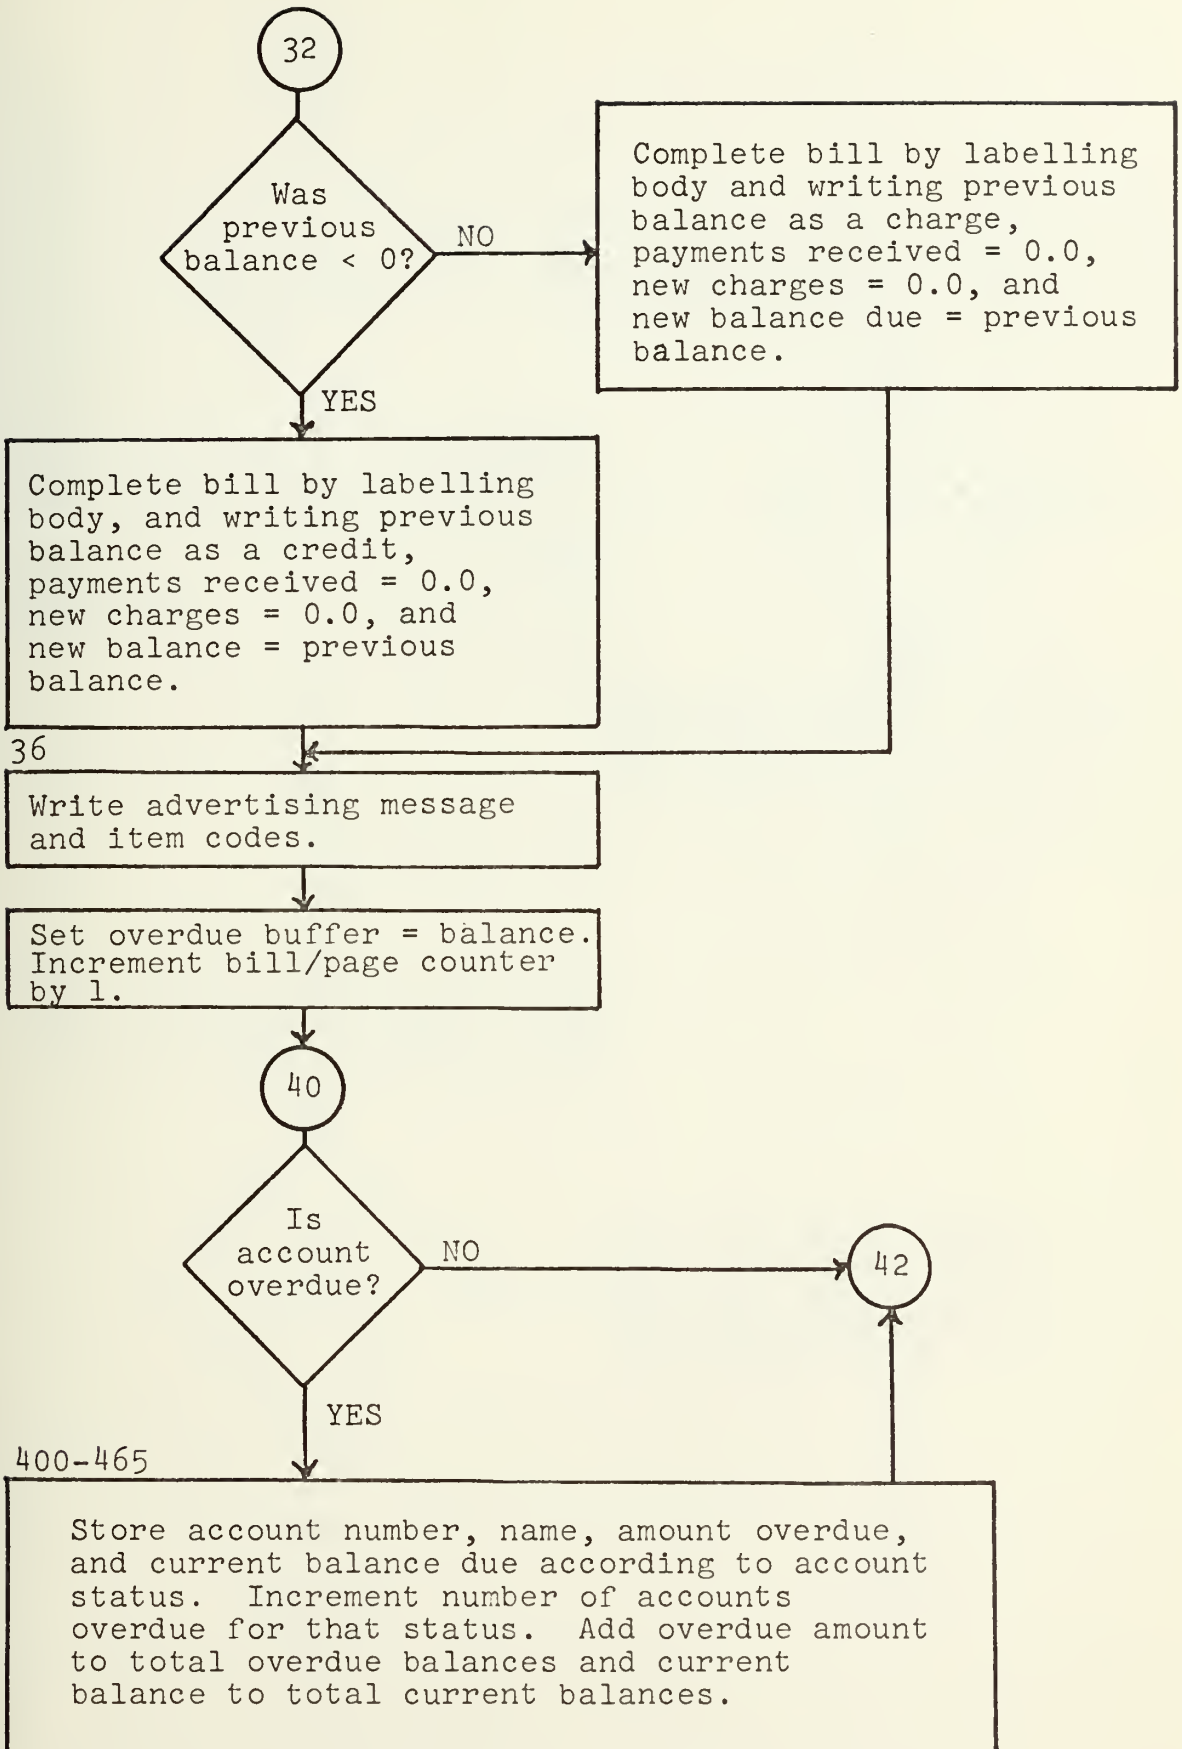 32
Was
previous
balance < 0?
NO
Complete bill by labelling
body and writing previous
balance as a charge,
payments received = 0.0,
new charges = 0.0, and
new balance due = previous
balance.
YES
Complete bill by labelling
body, and writing previous
balance as a credit,
payments received = 0.0,
new charges = 0.0, and
new balance = previous
balance.
36
Write advertising message
and item codes.
Set overdue buffer = balance.
Increment bill/page counter
by 1.
40
Is
account
overdue?
NO
42
YES
400-465
Store account number, name, amount overdue,
and current balance due according to account
status. Increment number of accounts
overdue for that status. Add overdue amount
to total overdue balances and current
balance to total current balances.